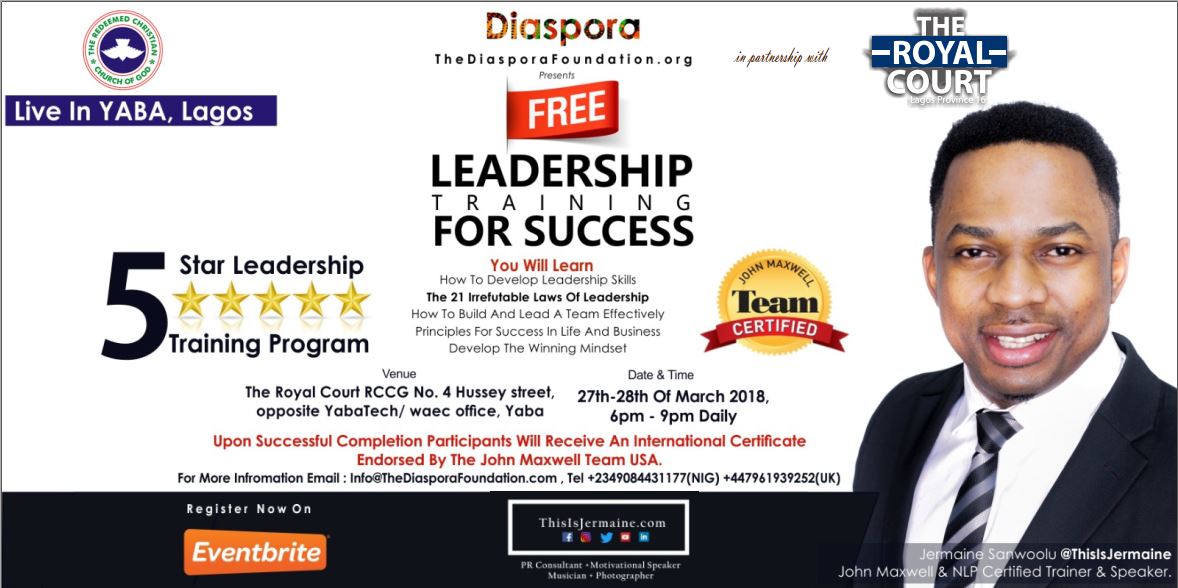 THE REDEEMED CHRISTIAN
CHURCH OF GOD
Live In YABA, Lagos
Diaspora
TheDiasporaFoundation.org
Presents
in partnership with
THE
ROYAL
COURT
Lagos Province 16
FREE
LEADERSHIP
TRAINING
FOR SUCCESS
5
Star Leadership
Training Program
You Will Learn
How To Develop Leadership Skills
The 21 Irrefutable Laws Of Leadership
How To Build And Lead A Team Effectively
Principles For Success In Life And Business
Develop The Winning Mindset
JOHN MAXWELL
Team
CERTIFIED
Venue
The Royal Court RCCG No. 4 Hussey street,
opposite YabaTech/ waec office, Yaba
Date & Time
27th-28th Of March 2018,
6pm - 9pm Daily
Upon Successful Completion Participants Will Receive An International Certificate
Endorsed By The John Maxwell Team USA.
For More Infromation Email : Info@TheDiasporaFoundation.com , Tel +2349084431177(NIG) +447961939252(UK)
Register Now On
Eventbrite
ThisIsJermaine.com
PR Consultant • Motivational Speaker
Musician • Photographer
Jermaine Sanwoolu @ThisIsJermaine
John Maxwell & NLP Certified Trainer & Speaker.